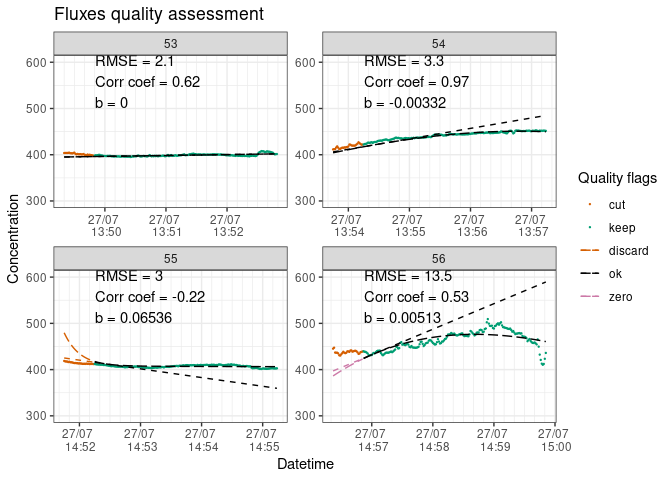 Fluxes quality assessment
53
54
600
500
400
300
RMSE = 2.1
Corr coef = 0.62
b = 0
600
500
400
300
RMSE = 3.3
Corr coef = 0.97
b = -0.00332
27/07
13:50
27/07
13:51
27/07
13:52
27/07
13:54
27/07
13:55
27/07
13:56
27/07
13:57
55
56
600
500
400
300
RMSE = 3
Corr coef = -0.22
b = 0.06536
600
500
400
300
RMSE = 13.5
Corr coef = 0.53
b = 0.00513
27/07
14:52
27/07
14:53
27/07
14:54
27/07
14:55
27/07
14:57
27/07
14:58
27/07
14:59
27/07
15:00
Concentration
Datetime
Quality flags
cut
keep
discard
ok
zero